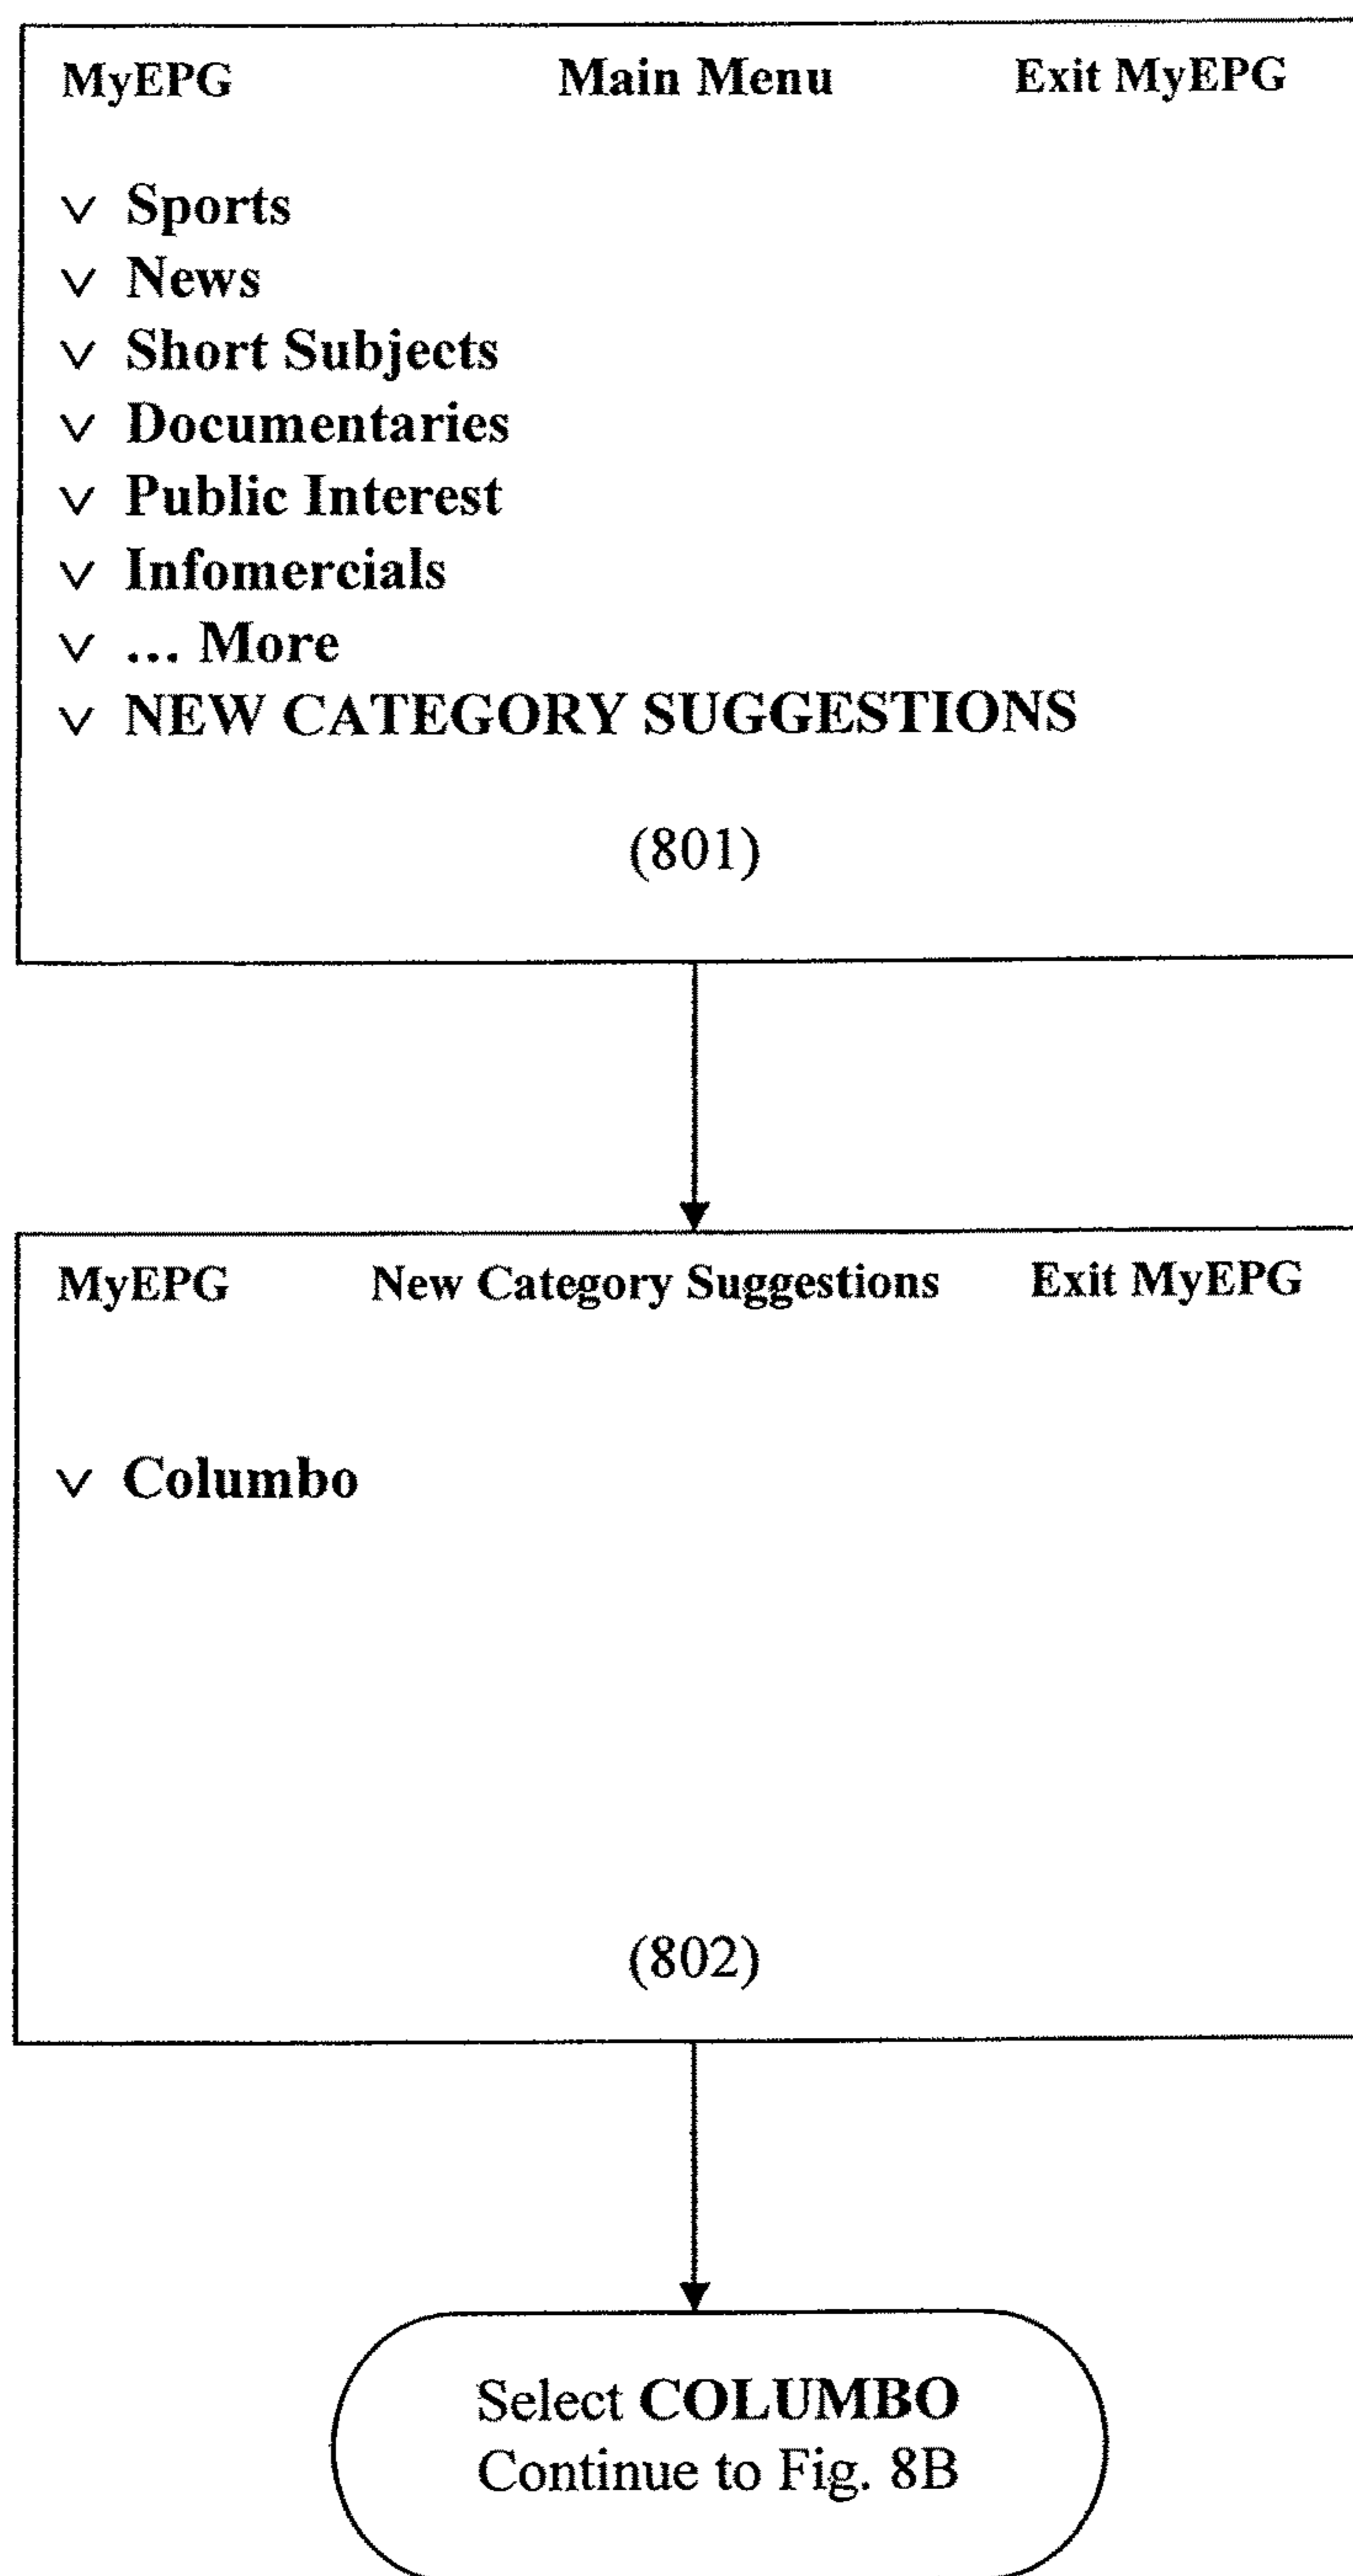 MyEPG Main Menu Exit MyEPG
∨ Sports
∨ News
∨ Short Subjects
∨ Documentaries
∨ Public Interest
∨ Infomercials
∨ ... More
∨ NEW CATEGORY SUGGESTIONS
(801)
MyEPG New Category Suggestions Exit MyEPG
∨ Columbo
(802)
Select COLUMBO
Continue to Fig. 8B